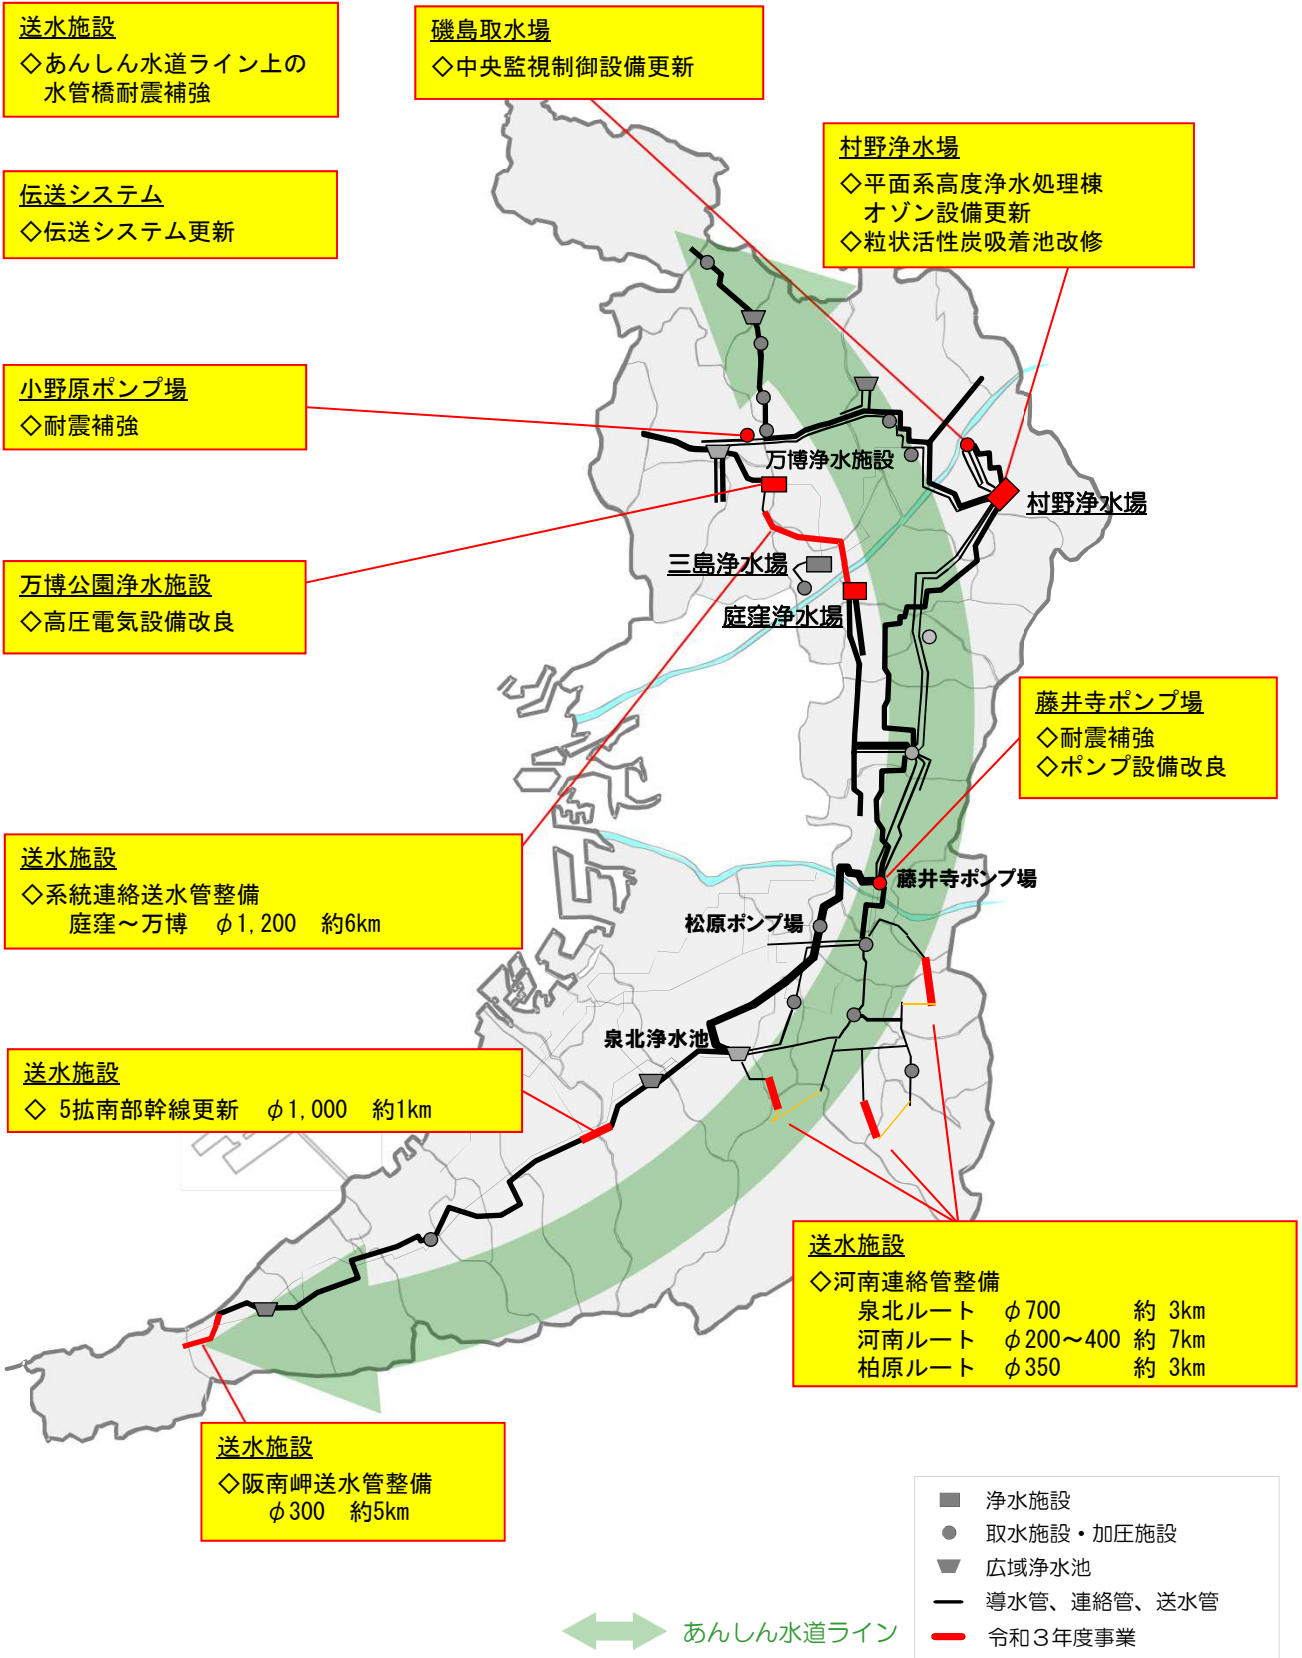 送水施設
◇あんしん水道ライン上の
水管橋耐震補強
磯島取水場
◇中央監視制御設備更新
村野浄水場
◇平面系高度浄水処理棟
オゾン設備更新
◇粒状活性炭吸着池改修
伝送システム
◇伝送システム更新
小野原ポンプ場
◇耐震補強
万博浄水施設
村野浄水場
三島浄水場
庭窪浄水場
万博公園浄水施設
◇高圧電気設備改良
藤井寺ポンプ場
◇耐震補強
◇ポンプ設備改良
送水施設
◇系統連絡送水管整備
庭窪～万博 φ1,200 約6km
藤井寺ポンプ場
松原ポンプ場
泉北浄水池
送水施設
◇ 5拡南部幹線更新 φ1,000 約1km
送水施設
◇河南連絡管整備
泉北ルート φ700 約 3km
河南ルート φ200～400 約 7km
柏原ルート φ350 約 3km
送水施設
◇阪南岬送水管整備
φ300 約5km
浄水施設
取水施設・加圧施設
広域浄水池
導水管、連絡管、送水管
令和３年度事業
あんしん水道ライン